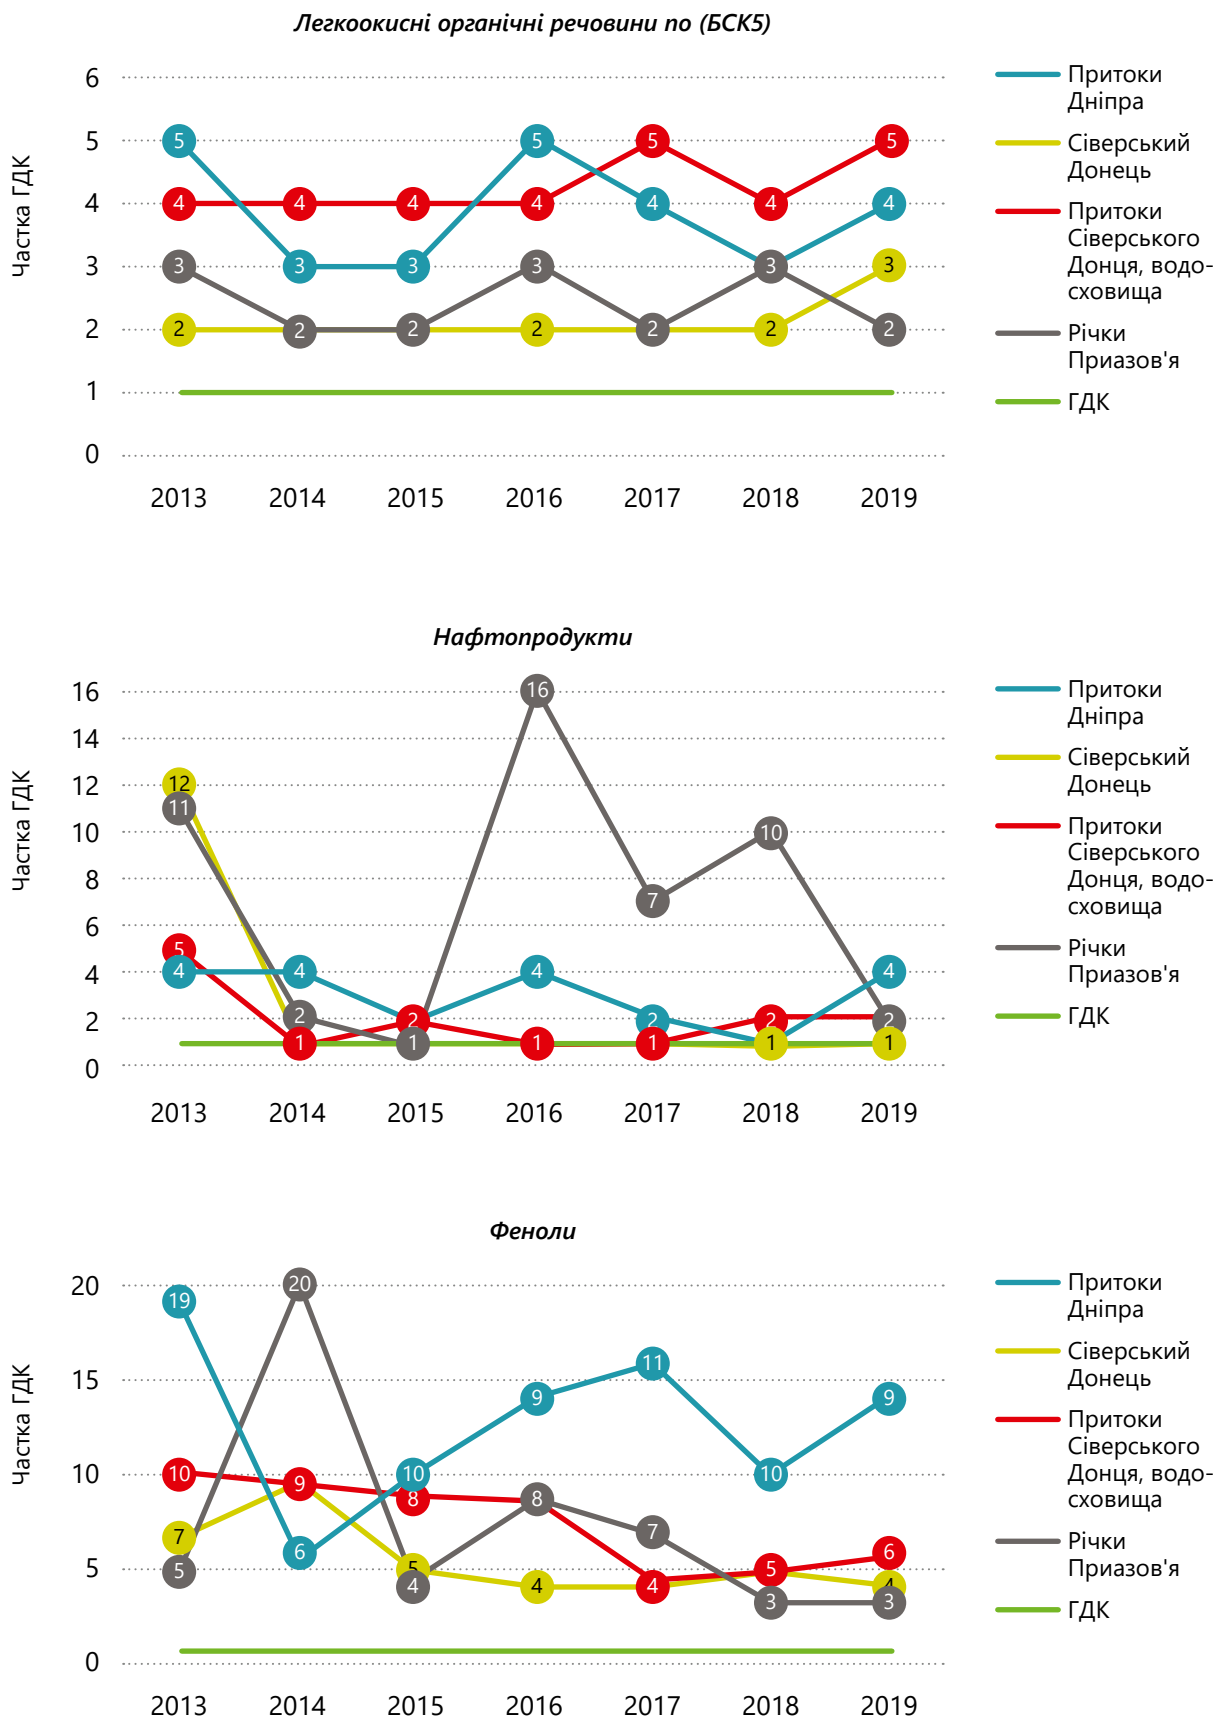 Легкоокисні органічні речовини по (БСК5)
Частка ГДК
6
5
4
3
2
1
0
5 5 5 5
4 4 4 4 4 4 4
3 3 3 3 3 3 3
2 2 2 2 2 2 2
2013 2014 2015 2016 2017 2018 2019
Притоки
Дніпра
Сіверський
Донець
Притоки
Сіверського
Донця, водо-
сховища
Річки
Приазов'я
ГДК
Нафтопродукти
Частка ГДК
16
14
12
10
8
6
4
2
0
16
12
11
10
7
5
4 4 4 4
2 2 2 2 2
1 1 1 1 1 1
2013 2014 2015 2016 2017 2018 2019
Притоки
Дніпра
Сіверський
Донець
Притоки
Сіверського
Донця, водо-
сховища
Річки
Приазов'я
ГДК
Феноли
Частка ГДК
20
15
10
5
0
19 20
11
9 9
10 9 8 10 8 10
7 7
5 6 5 4 4 4 5 6 4
3 3
2013 2014 2015 2016 2017 2018 2019
Притоки
Дніпра
Сіверський
Донець
Притоки
Сіверського
Донця, водо-
сховища
Річки
Приазов'я
ГДК